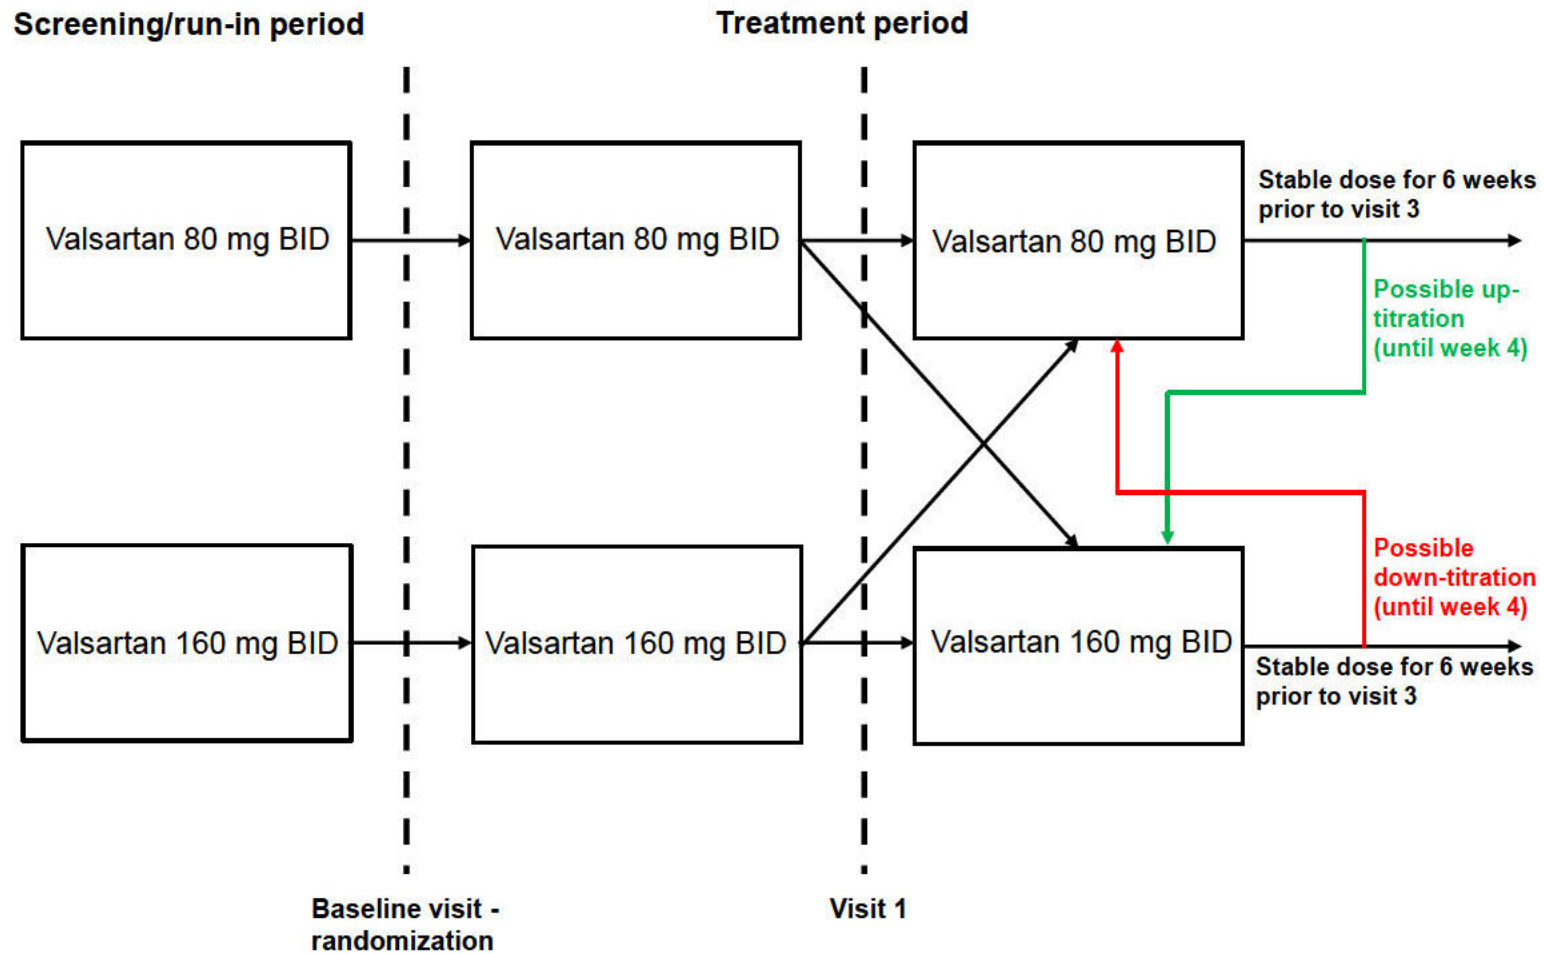 Screening/run-in period
Treatment period
Valsartan 80 mg BID
Valsartan 80 mg BID
Valsartan 80 mg BID
Stable dose for 6 weeks
prior to visit 3
Possible up-
titration
(until week 4)
Valsartan 160 mg BID
Valsartan 160 mg BID
Valsartan 160 mg BID
Possible
down-titration
(until week 4)
Stable dose for 6 weeks
prior to visit 3
Baseline visit -
randomization
Visit 1